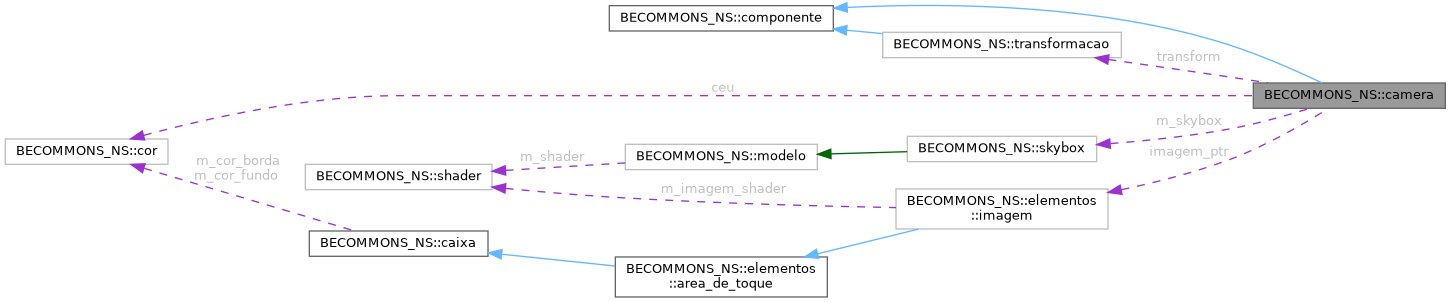 BECOMMONS_NS::componente
BECOMMONS_NS::transformacao
transform
ceu
BECOMMONS_NS::camera
m_skybox
BECOMMONS_NS::cor
m_cor_borda
m_cor_fundo
BECOMMONS_NS::shader
m_shader
BECOMMONS_NS::modelo
BECOMMONS_NS::skybox
imagem_ptr
m_imagem_shader
BECOMMONS_NS::elementos
::imagem
BECOMMONS_NS::caixa
BECOMMONS_NS::elementos
::area_de_toque